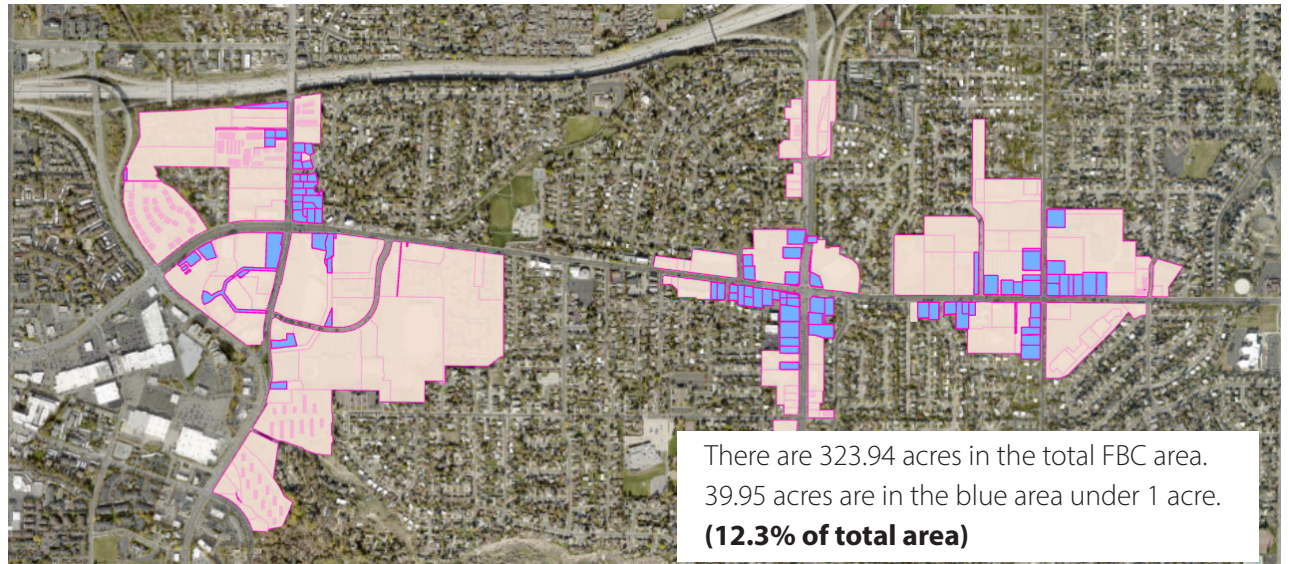 There are 323.94 acres in the total FBC area.
39.95 acres are in the blue area under 1 acre.
(12.3% of total area)